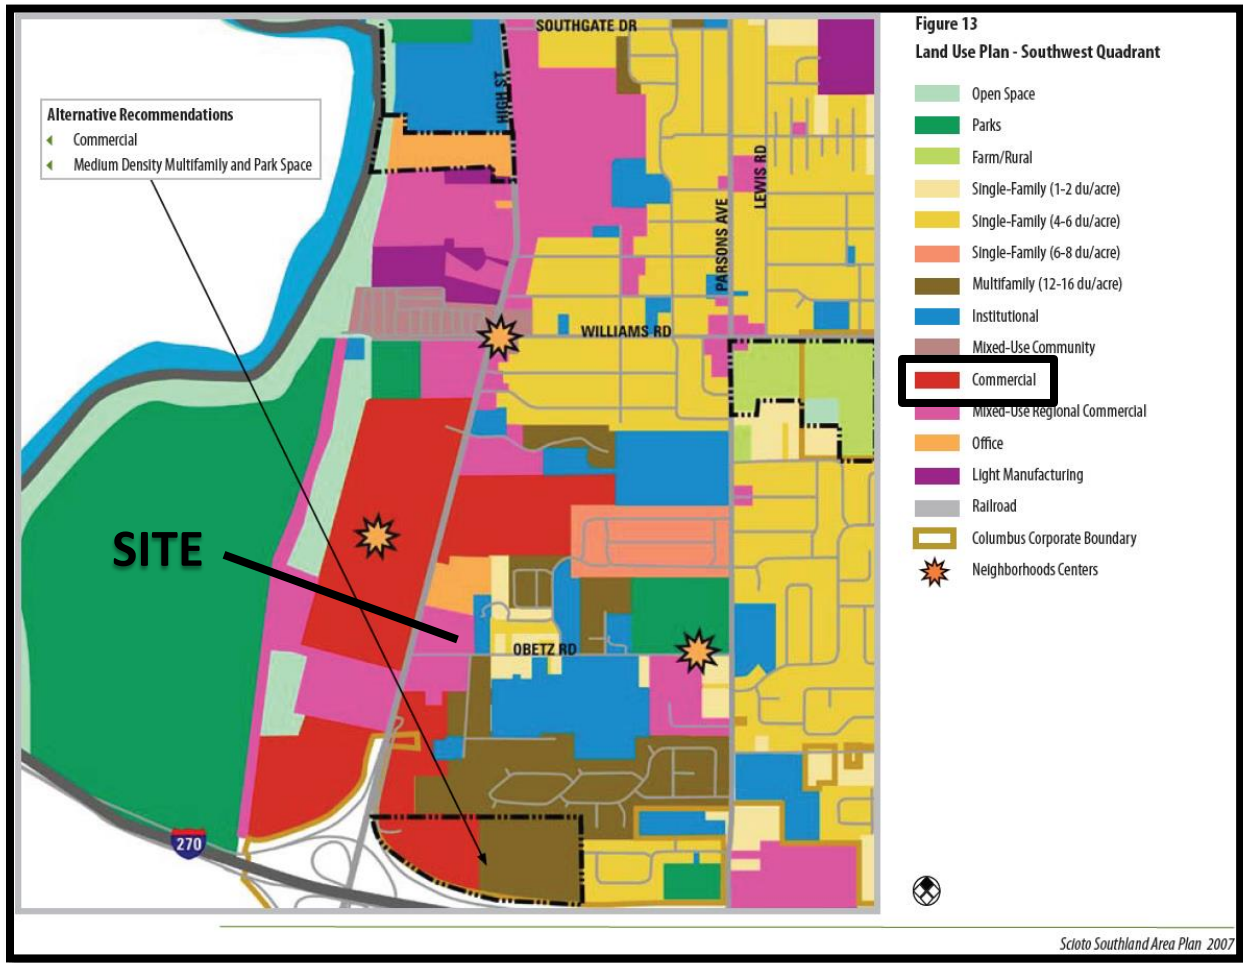 Figure 13
Land Use Plan - Southwest Quadrant
Alternative Recommendations
Commercial
Medium Density Multifamily and Park Space
SOUTHGATE DR
HIGH ST
LEWIS RD
PARSONS AVE
WILLIAMS RD
SITE
OBETZ RD
270
Open Space
Parks
Farm/Rural
Single-Family (1-2 du/acre)
Single-Family (4-6 du/acre)
Single-Family (6-8 du/acre)
Multifamily (12-16 du/acre)
Institutional
Mixed-Use Community
Commercial
Mixed-Use Regional Commercial
Office
Light Manufacturing
Railroad
Columbus Corporate Boundary
Neighborhoods Centers
Scioto Southland Area Plan 2007